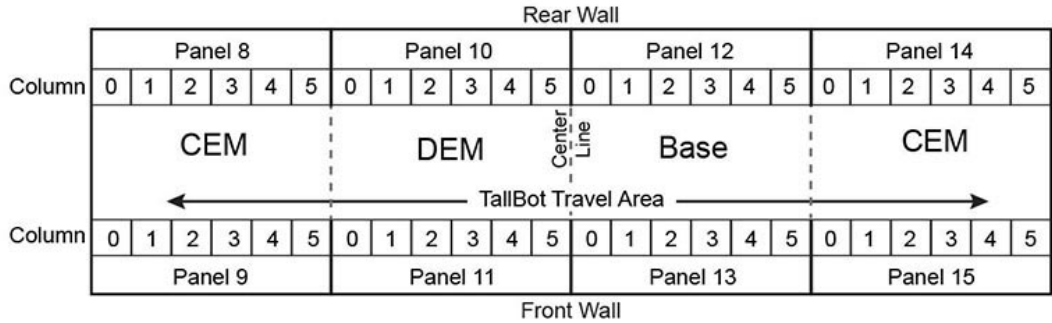 Rear Wall
Panel 8 Panel 10 Panel 12 Panel 14
Column 0 1 2 3 4 5 0 1 2 3 4 5 0 1 2 3 4 5 0 1 2 3 4 5
CEM DEM Center Line Base CEM
TallBot Travel Area
Column 0 1 2 3 4 5 0 1 2 3 4 5 0 1 2 3 4 5 0 1 2 3 4 5
Panel 9 Panel 11 Panel 13 Panel 15
Front Wall